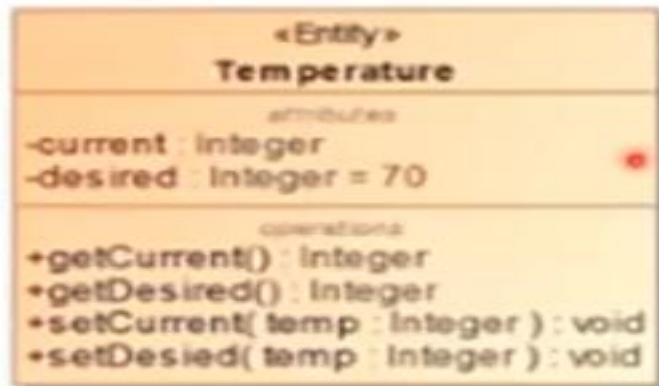 «Entity»
Temperature
attributes
-current : Integer
-desired : Integer = 70
operations
+getCurrent() : Integer
+getDesired() : Integer
+setCurrent( temp : Integer ) : void
+setDesied( temp : Integer ) : void